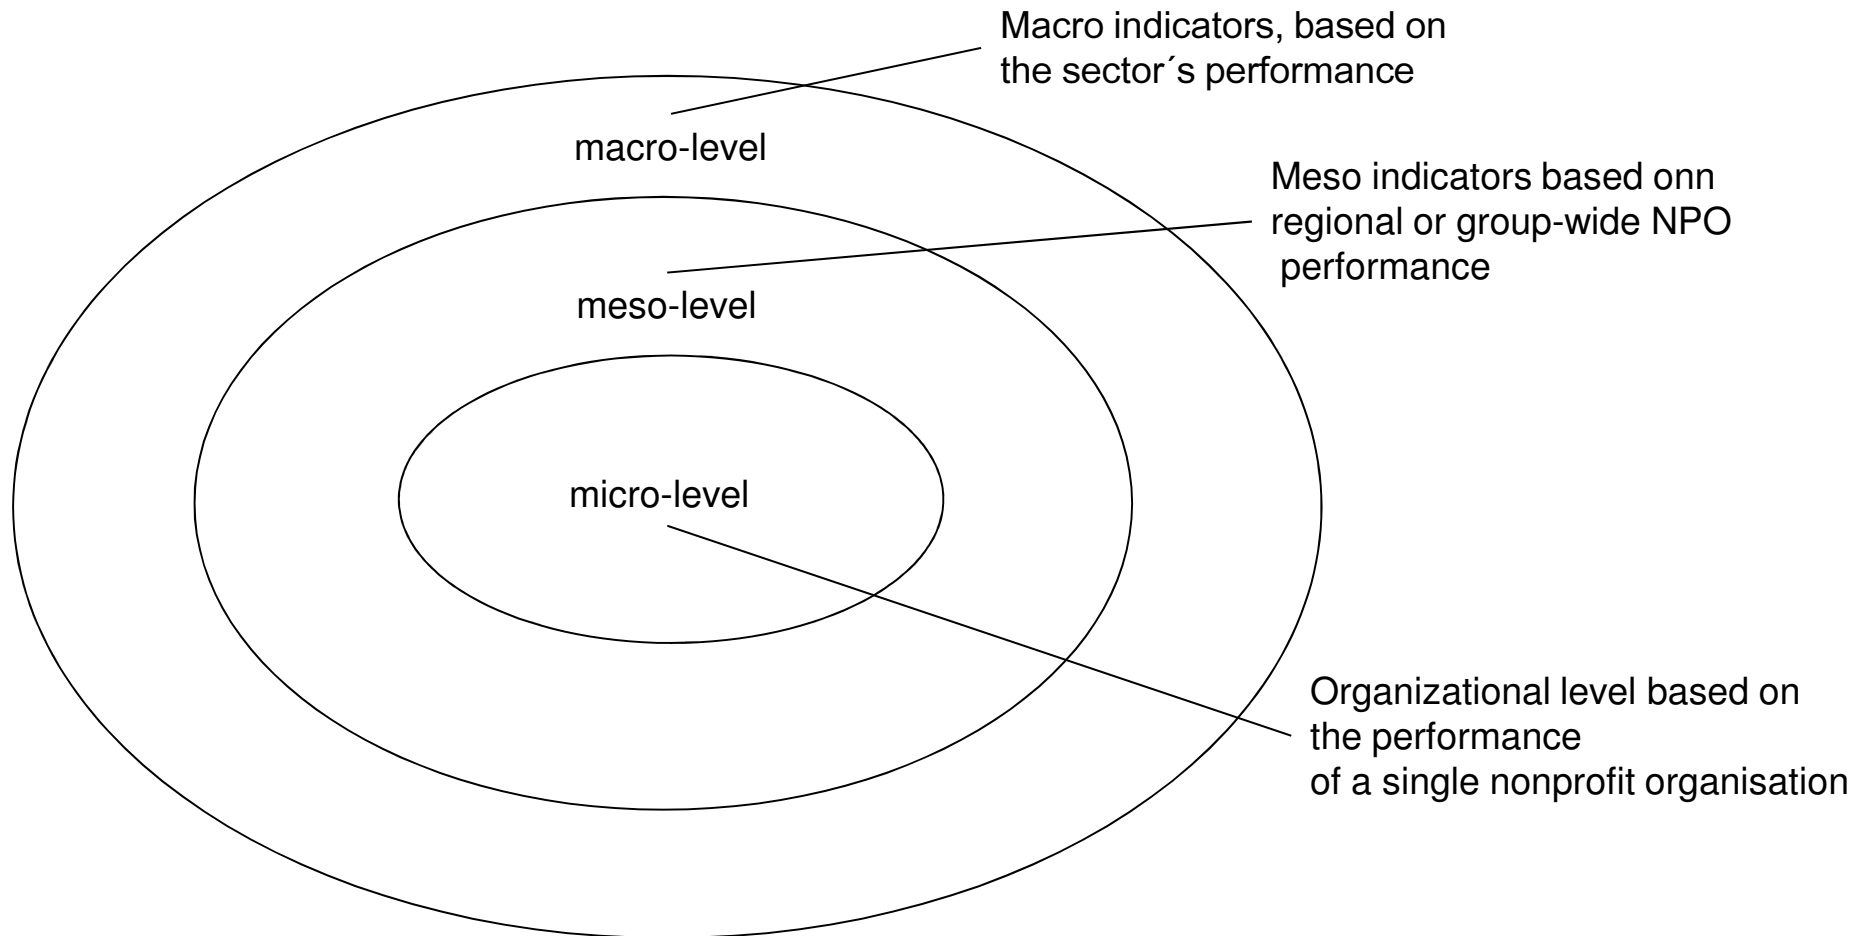 Macro indicators, based on
the sector´s performance
macro-level
Meso indicators based onn
regional or group-wide NPO
performance
meso-level
micro-level
Organizational level based on
the performance
of a single nonprofit organisation